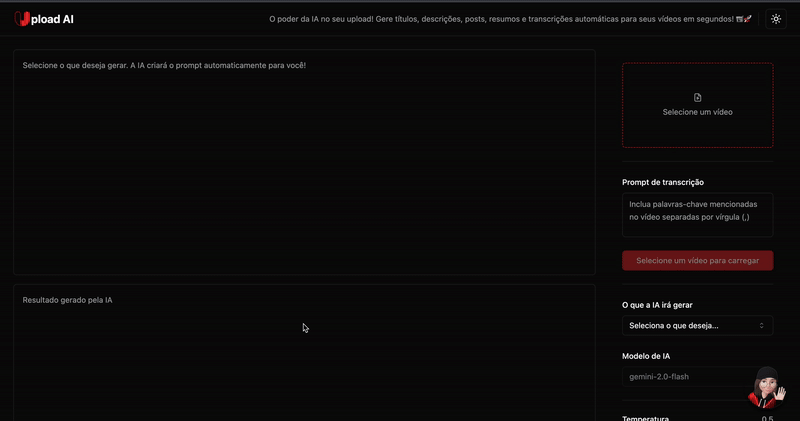 Upload AI
O poder da IA no seu upload! Gere títulos, descrições, posts, resumos e transcrições automáticas para seus vídeos em segundos! 📹🚀
Selecione o que deseja gerar. A IA criará o prompt automaticamente para você!
Resultado gerado pela IA
Selecione um vídeo
Prompt de transcrição
Inclua palavras-chave mencionadas
no vídeo separadas por vírgula (,)
Selecione um vídeo para carregar
O que a IA irá gerar
Seleciona o que deseja...
Modelo de IA
gemini-2.0-flash
Temperatura 0.5